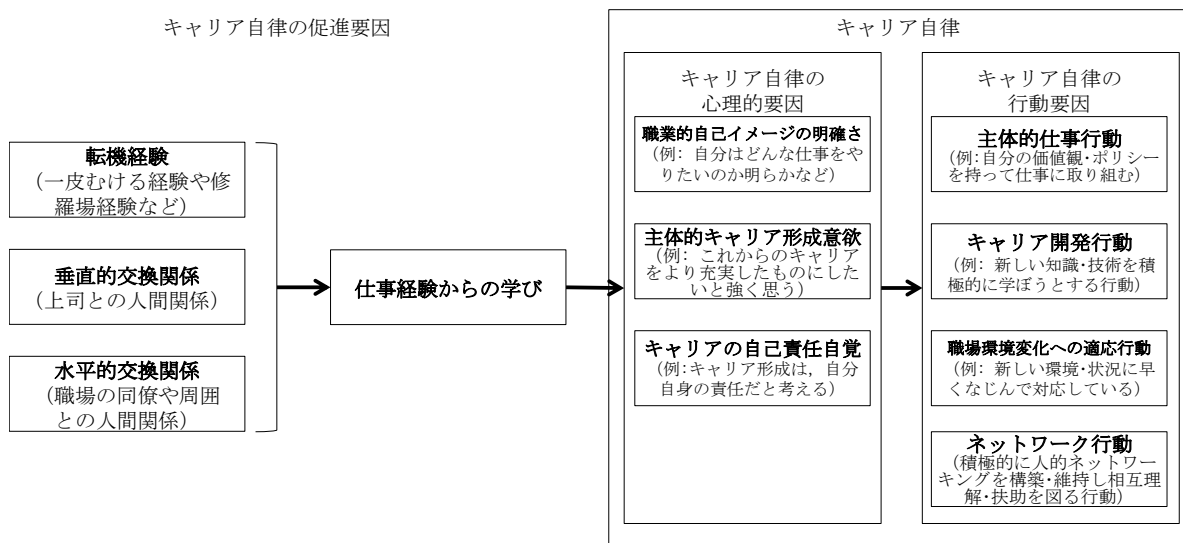 キャリア自律の促進要因
転機経験
(一皮むける経験や修
羅場経験など)
垂直的交換関係
(上司との人間関係)
水平的交換関係
(職場の同僚や周囲
との人間関係)
仕事経験からの学び
キャリア自律
キャリア自律の
心理的要因
職業的自己イメージの明確さ
(例: 自分はどんな仕事をや
りたいのか明らかなど)
主体的キャリア形成意欲
(例: これからのキャリア
をより充実したものにした
いと強く思う)
キャリアの自己責任自覚
(例:キャリア形成は，自分
自身の責任だと考える)
キャリア自律の
行動要因
主体的仕事行動
(例:自分の価値観・ポリシー
を持って仕事に取り組む)
キャリア開発行動
(例: 新しい知識・技術を積
極的に学ぼうとする行動)
職場環境変化への適応行動
(例: 新しい環境・状況に早
くなじんで対応している)
ネットワーク行動
(積極的に人的ネットワー
キングを構築・維持し相互理
解・扶助を図る行動)